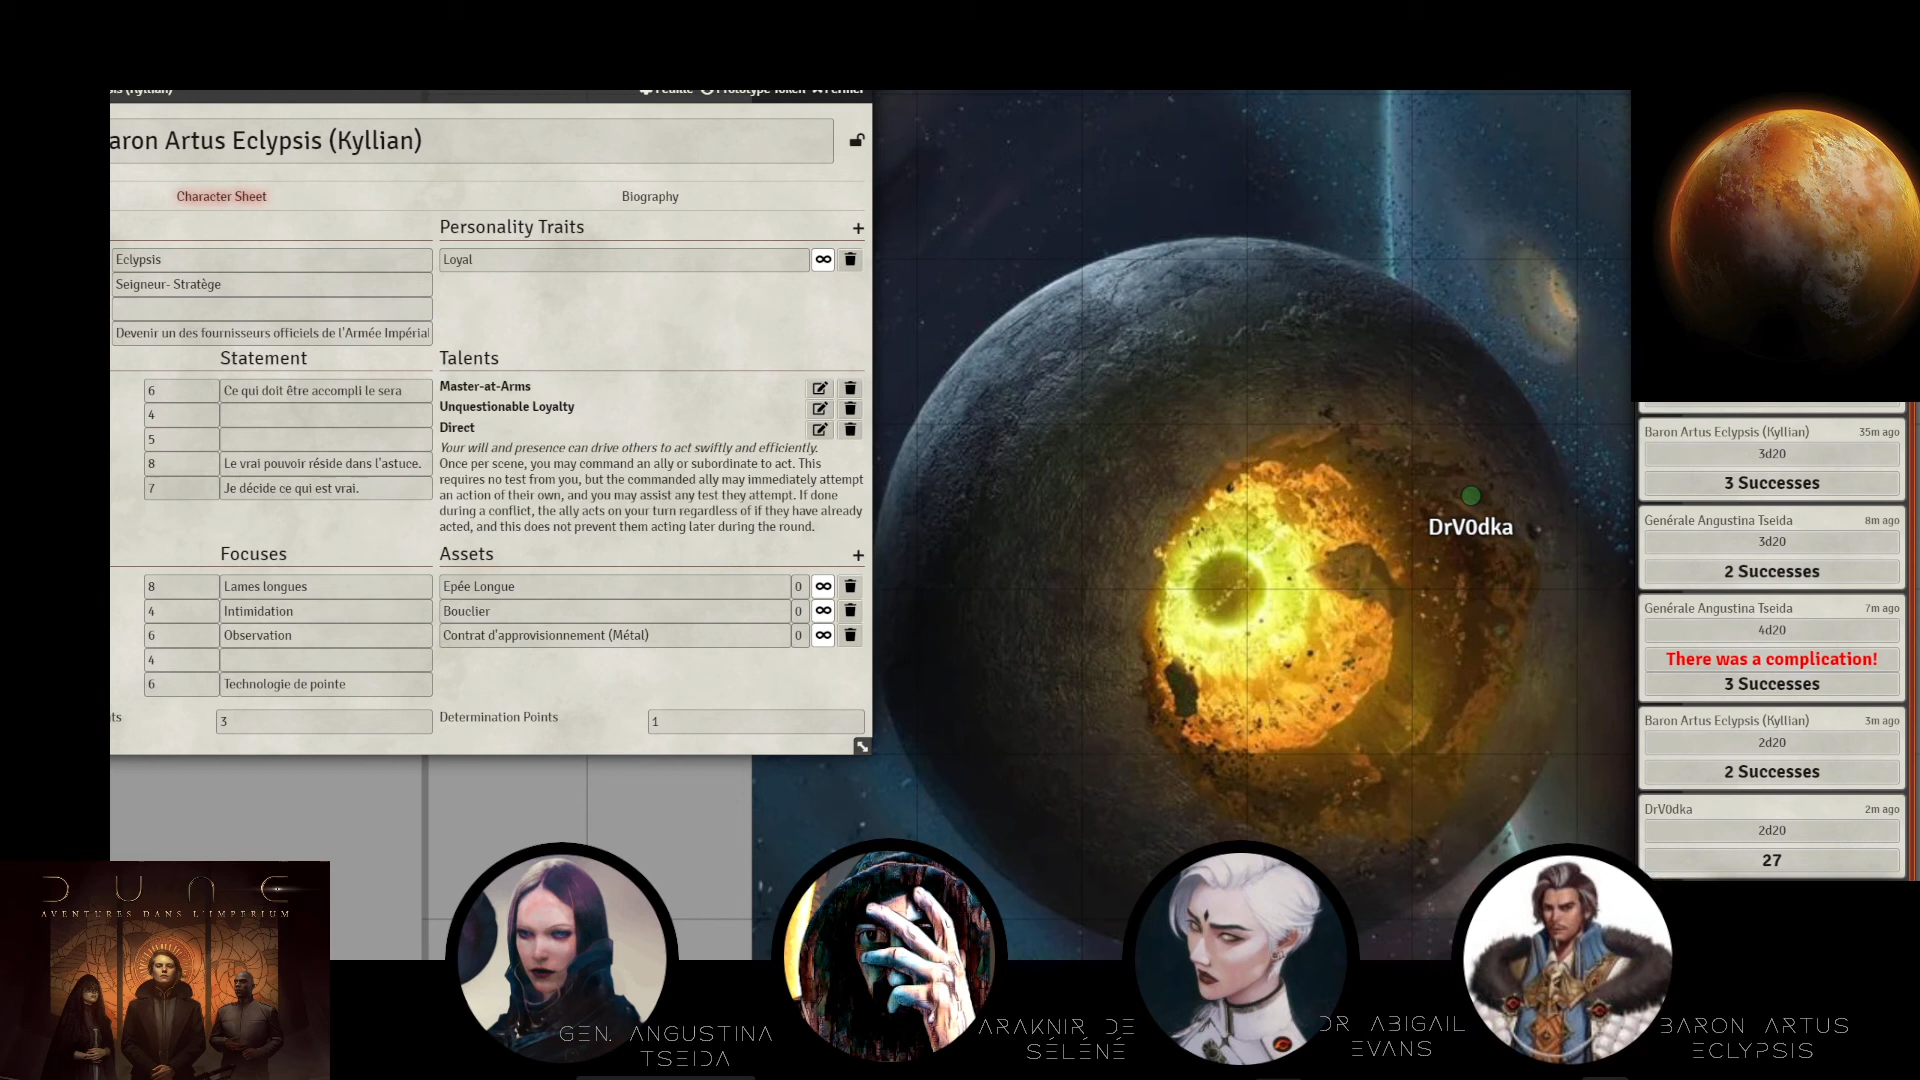 Feuille Prototype Token Fermer
aron Artus Eclypsis (Kyllian)
Character Sheet
Biography
Personality Traits
Eclypsis
Seigneur- Stratège
Devenir un des fournisseurs officiels de l'Armée Impérial
Loyal
Statement
6 Ce qui doit être accompli le sera
4
5
8 Le vrai pouvoir réside dans l'astuce.
7 Je décide ce qui est vrai.
Talents
Master-at-Arms
Unquestionable Loyalty
Direct
Your will and presence can drive others to act swiftly and efficiently.
Once per scene, you may command an ally or subordinate to act. This
requires no test from you, but the commanded ally may immediately attempt
an action of their own, and you may assist any test they attempt. If done
during a conflict, the ally acts on your turn regardless of if they have already
acted, and this does not prevent them acting later during the round.
Focuses
8 Lames longues
4 Intimidation
6 Observation
4
6 Technologie de pointe
Assets
Epée Longue 0
Bouclier 0
Contrat d'approvisionnement (Métal) 0
ts 3
Determination Points 1
DrV0dka
Baron Artus Eclypsis (Kyllian) 35m ago
3d20
3 Successes
Genérale Angustina Tseida 8m ago
3d20
2 Successes
Genérale Angustina Tseida 7m ago
4d20
There was a complication!
3 Successes
Baron Artus Eclypsis (Kyllian) 3m ago
2d20
2 Successes
DrV0dka 2m ago
2d20
27
DUNE
AVENTURES DANS L'IMPERIUM
GEN. ANGUSTINA
TSEIDA
ARAKNIR DE
SÉLÉNÉ
DR ABIGAIL
EVANS
BARON ARTUS
ECLYPSIS